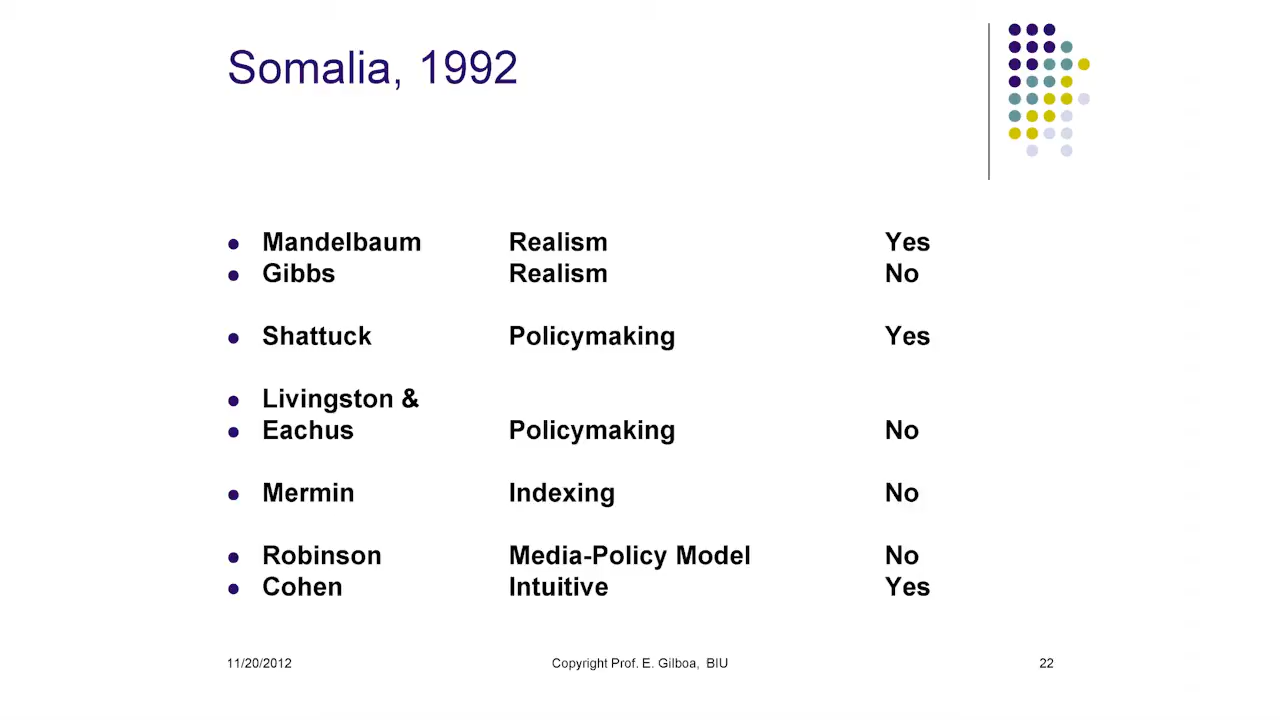 Somalia, 1992
● Mandelbaum Realism Yes
● Gibbs Realism No
● Shattuck Policymaking Yes
● Livingston &
● Eachus Policymaking No
● Mermin Indexing No
● Robinson Media-Policy Model No
● Cohen Intuitive Yes
11/20/2012 Copyright Prof. E. Gilboa, BIU 22